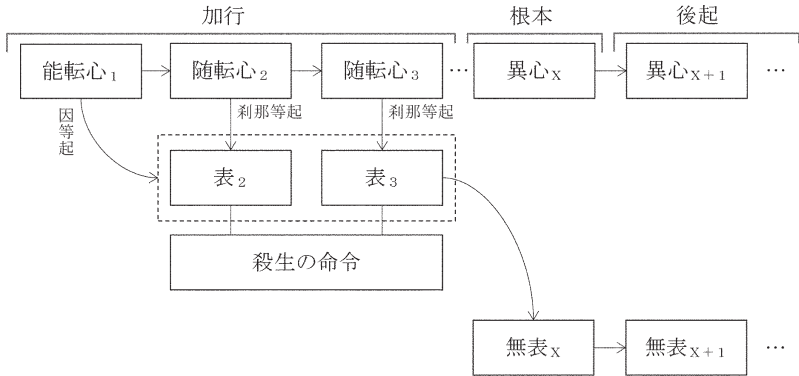 加行
根本
後起
能転心1
随転心2
随転心3
…
異心X
異心X+1
…
因等起
刹那等起
刹那等起
表2
表3
殺生の命令
無表X
無表X+1
…